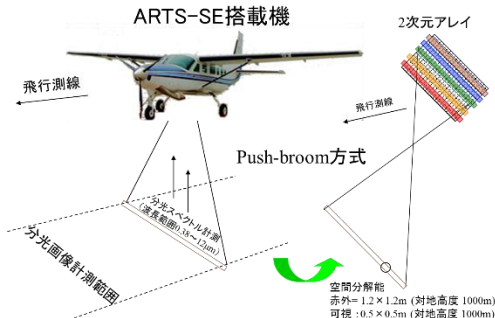 ARTS-SE搭載機
2次元アレイ
飛行測線
飛行測線
Push-broom方式
分光スペクトル計測
(波長範囲0.38~12μm)
分光画像計測範囲
空間分解能
赤外= 1.2×1.2m (対地高度 1000m)
可視 : 0.5×0.5m (対地高度 1000m)